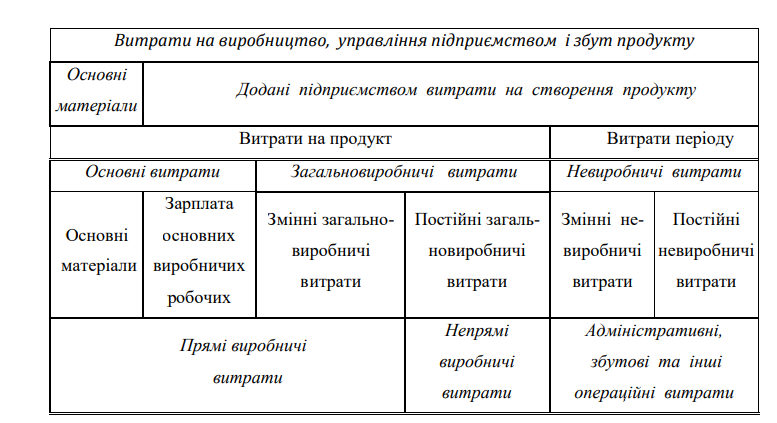 Витрати на виробництво, управління підприємством і збут продукту
Основні
матеріали
Додані підприємством витрати на створення продукту
Витрати на продукт
Витрати періоду
Основні витрати
Загальновиробничі витрати
Невиробничі витрати
Основні
матеріали
Зарплата
основних
виробничих
робочих
Змінні загально-
виробничі
витрати
Постійні загаль-
новиробничі
витрати
Змінні не-
виробничі
витрати
Постійні
невиробничі
витрати
Прямі виробничі
витрати
Непрямі
виробничі
витрати
Адміністративні,
збутові та інші
операційні витрати